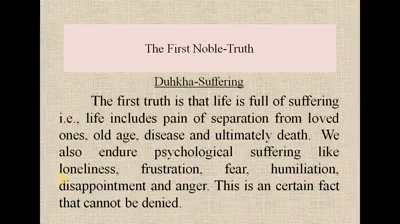 The First Noble-Truth
Duhkha-Suffering
The first truth is that life is full of suffering
i.e., life includes pain of separation from loved
ones, old age, disease and ultimately death. We
also endure psychological suffering like
loneliness, frustration, fear, humiliation,
disappointment and anger. This is an certain fact
that cannot be denied.